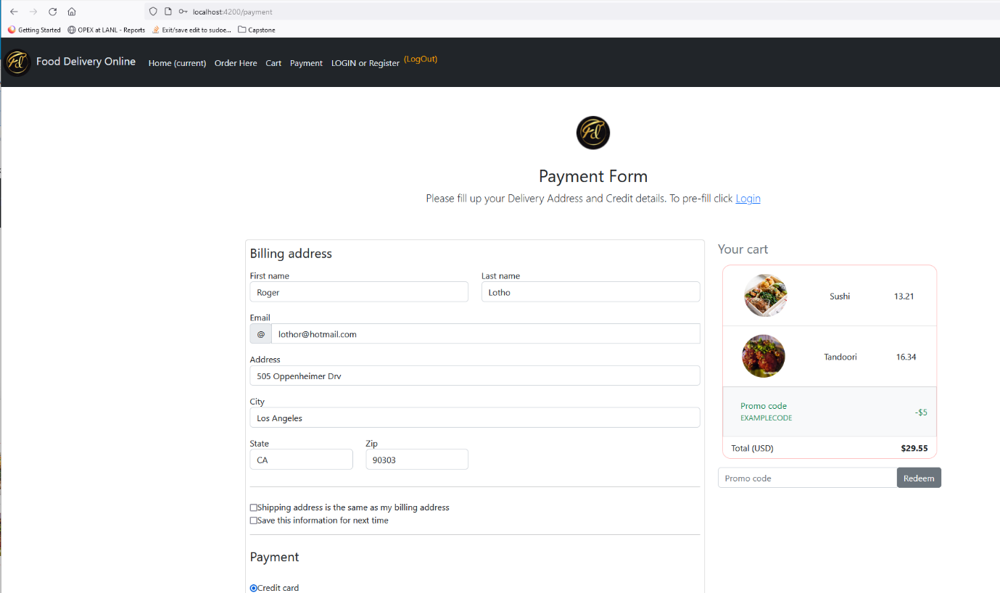 localhost:4200/payment
Getting Started OPEX at LANL - Reports Exit/save edit to sudoe... Capstone
Fd Food Delivery Online Home (current) Order Here Cart Payment LOGIN or Register (LogOut)
Fd
Payment Form
Please fill up your Delivery Address and Credit details. To pre-fill click Login
Billing address
First name Last name
Roger Lotho
Email
@ lothor@hotmail.com
Address
505 Oppenheimer Drv
City
Los Angeles
State Zip
CA 90303
Shipping address is the same as my billing address
Save this information for next time
Payment
Credit card
Your cart
Sushi 13.21
Tandoori 16.34
Promo code
EXAMPLECODE -$5
Total (USD) $29.55
Promo code Redeem